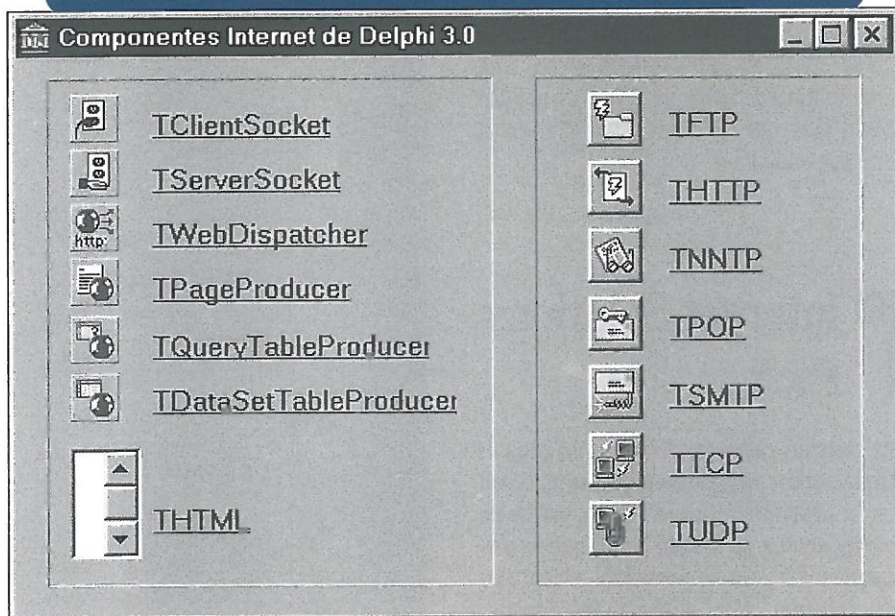 Componentes Internet de Delphi 3.0
TClientSocket
TServerSocket
http:
TWebDispatcher
TPageProducer
TQueryTableProducer
TDataSetTableProducer
THTML
TFTP
THTTP
TNNTP
TPOP
TSMTP
TTCP
TUDP